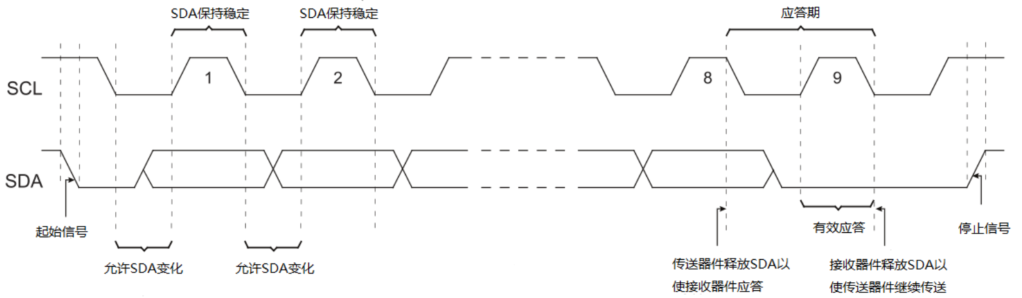 SDA保持稳定
SDA保持稳定
应答期
SCL
1
2
8
9
SDA
起始信号
有效应答
停止信号
允许SDA变化
允许SDA变化
传送器件释放SDA以
使接收器件应答
接收器件释放SDA以
使传送器件继续传送